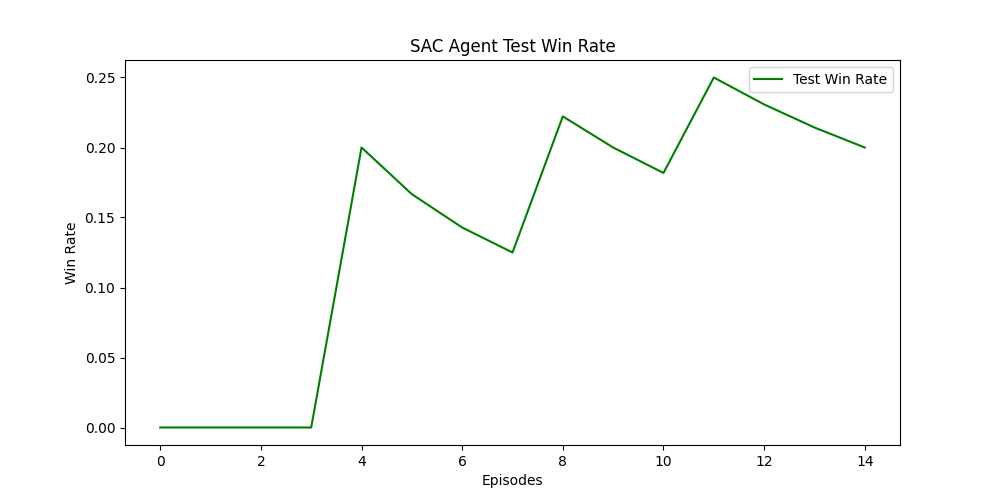 SAC Agent Test Win Rate
Test Win Rate
Win Rate
0.25
0.20
0.15
0.10
0.05
0.00
0 2 4 6 8 10 12 14
Episodes